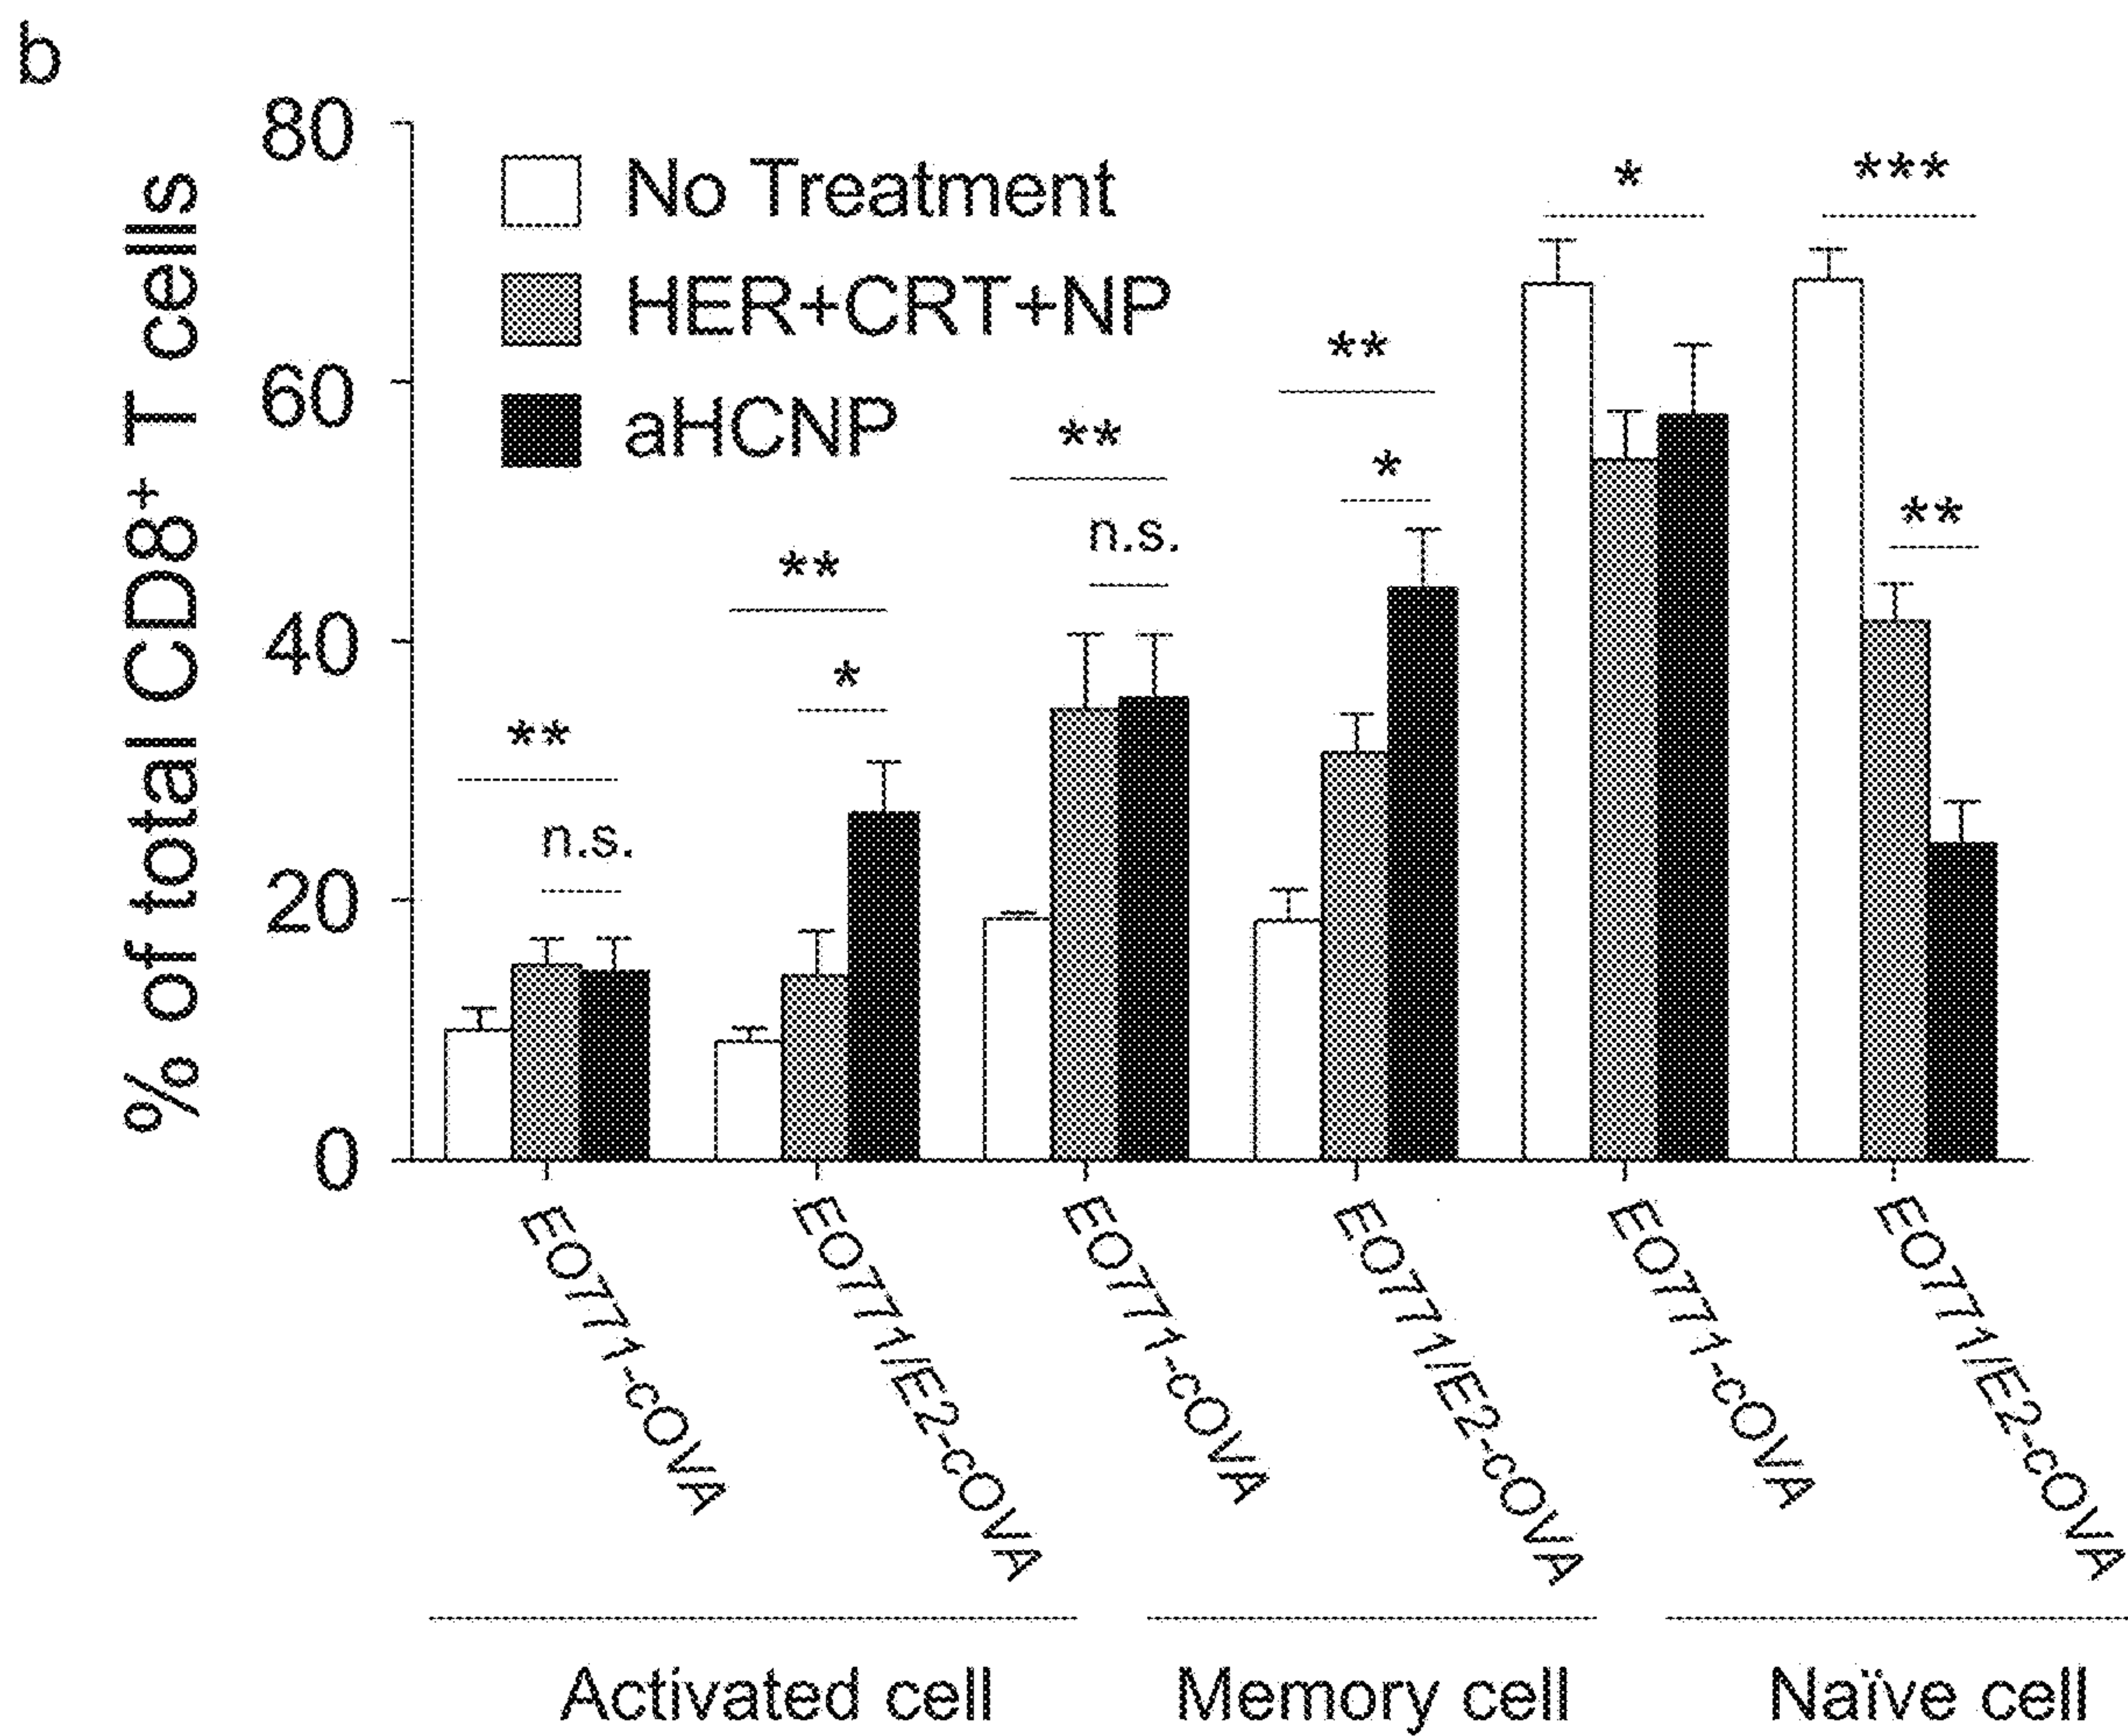 b
% of total CD8+ T cells
80
60
40
20
0
No Treatment
HER+CRT+NP
aHCNP
**
n.s.
**
*
**
n.s.
**
*
*
***
**
EO771-cOVA
EO771/E2-cOVA
EO771-cOVA
EO771/E2-cOVA
EO771-cOVA
EO771/E2-cOVA
Activated cell
Memory cell
Naïve cell